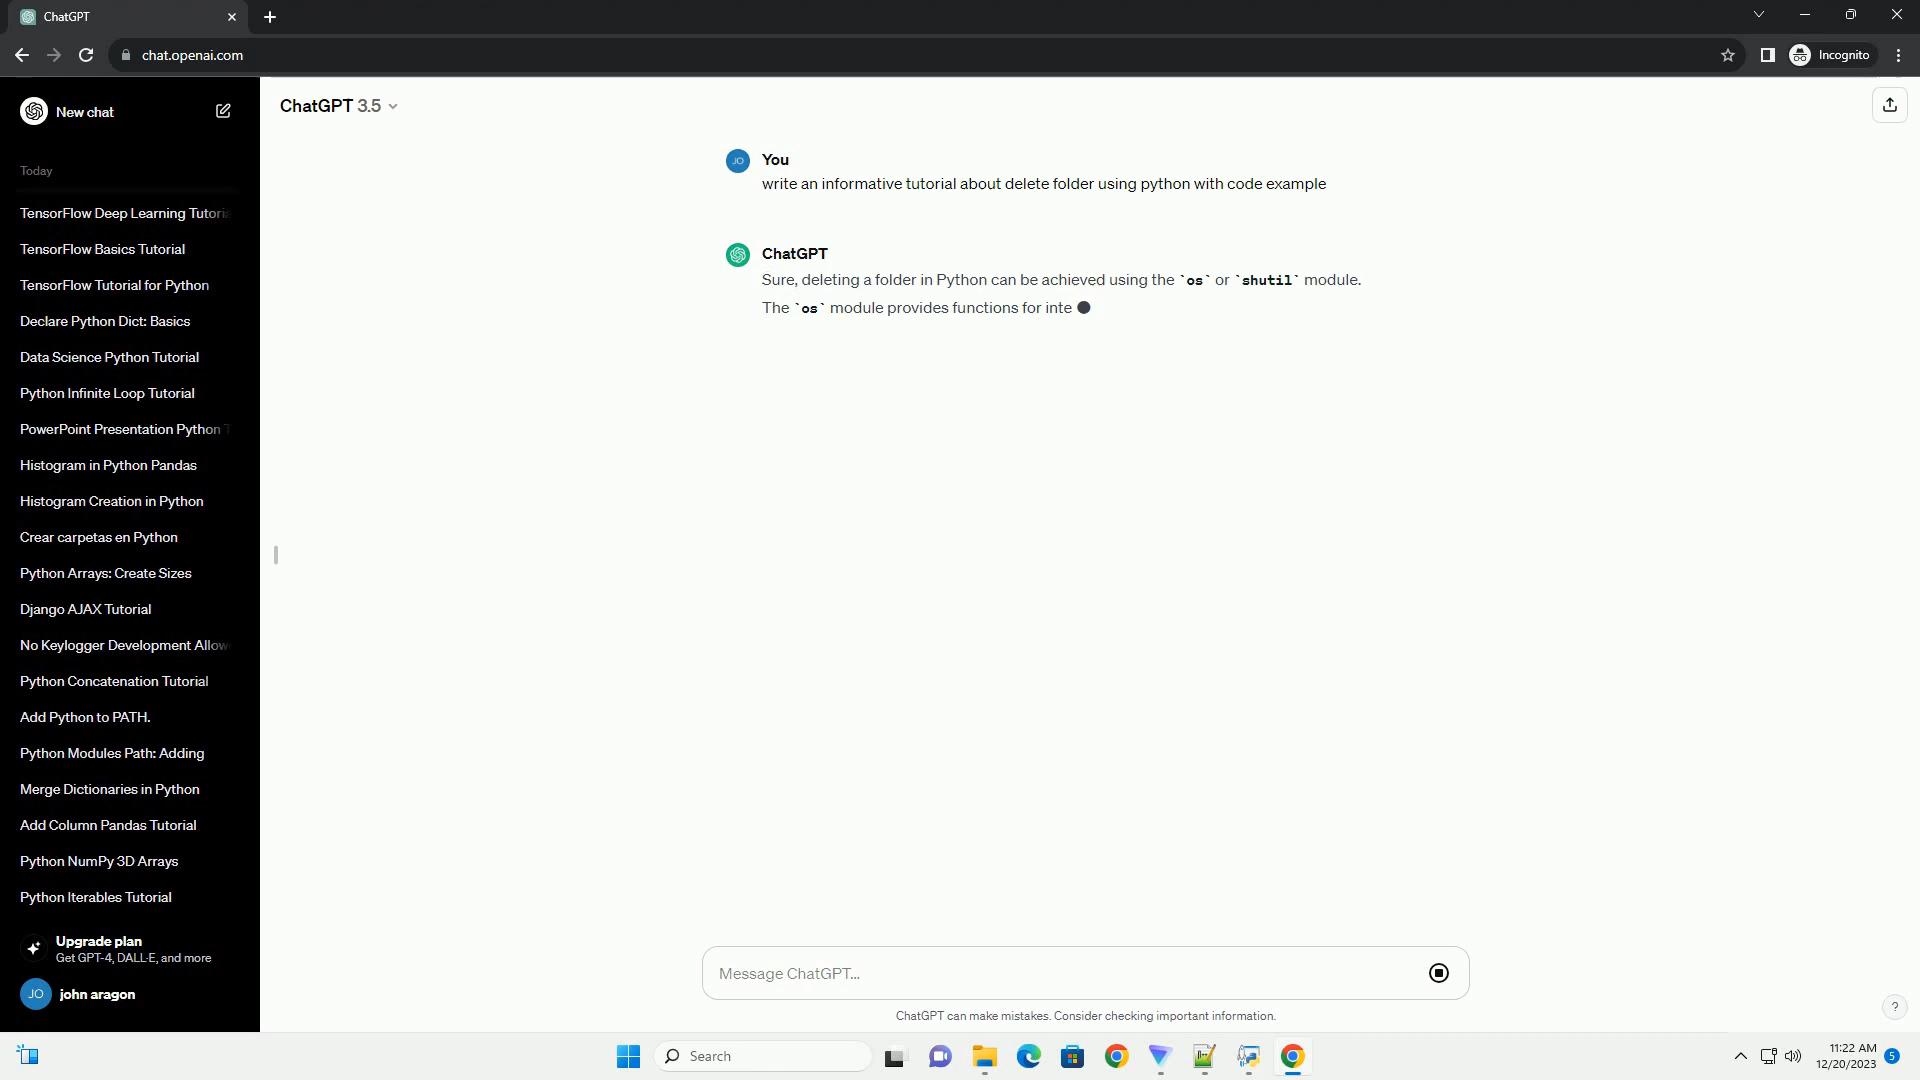 ChatGPT
chat.openai.com
Incognito
New chat
Today
TensorFlow Deep Learning Tutoria
TensorFlow Basics Tutorial
TensorFlow Tutorial for Python
Declare Python Dict: Basics
Data Science Python Tutorial
Python Infinite Loop Tutorial
PowerPoint Presentation Python T
Histogram in Python Pandas
Histogram Creation in Python
Crear carpetas en Python
Python Arrays: Create Sizes
Django AJAX Tutorial
No Keylogger Development Allow
Python Concatenation Tutorial
Add Python to PATH.
Python Modules Path: Adding
Merge Dictionaries in Python
Add Column Pandas Tutorial
Python NumPy 3D Arrays
Python Iterables Tutorial
Upgrade plan
Get GPT-4, DALL·E, and more
JO john aragon
ChatGPT 3.5
JO You
write an informative tutorial about delete folder using python with code example
ChatGPT
Sure, deleting a folder in Python can be achieved using the `os` or `shutil` module.
The `os` module provides functions for inte
Message ChatGPT...
ChatGPT can make mistakes. Consider checking important information.
?
Search
11:22 AM
12/20/2023
5